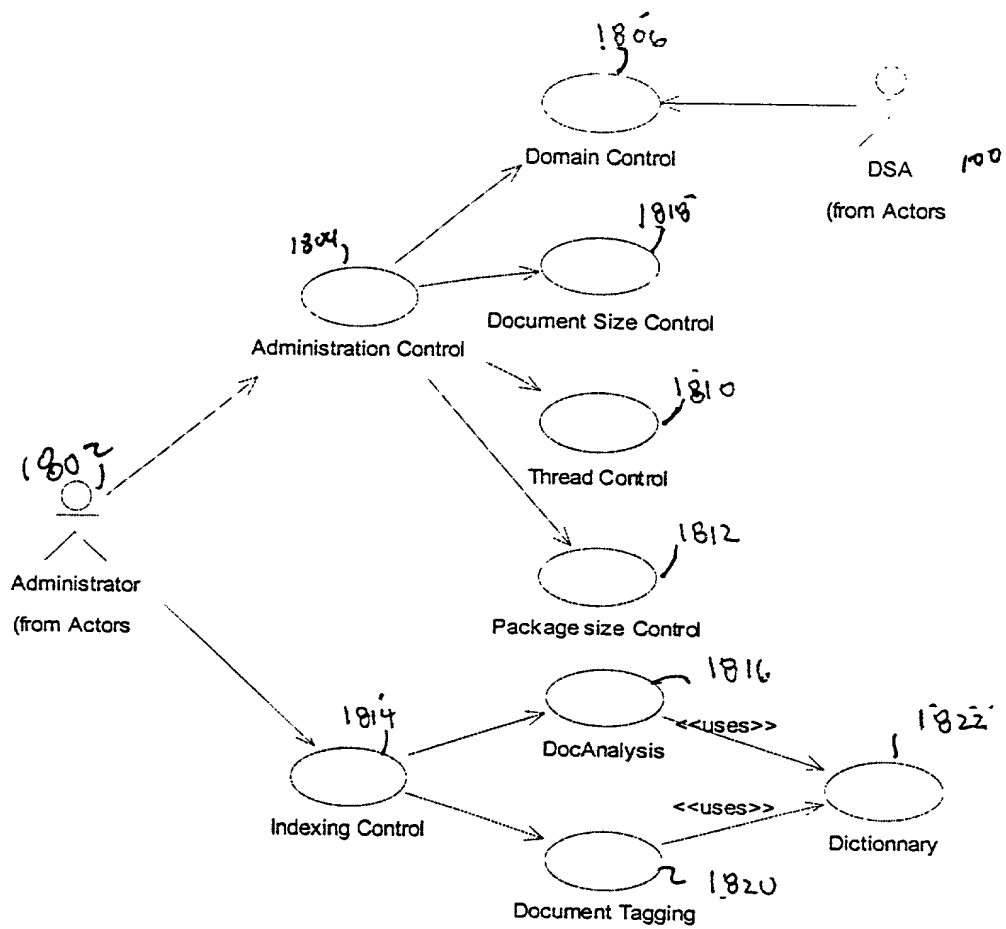 1806
Domain Control
DSA
100
(from Actors
1804
1818
Document Size Control
Administration Control
1810
Thread Control
1802
Administrator
(from Actors
1812
Package size Control
1816
<<uses>>
DocAnalysis
1814
Indexing Control
1822
<<uses>>
Dictionnary
1820
Document Tagging